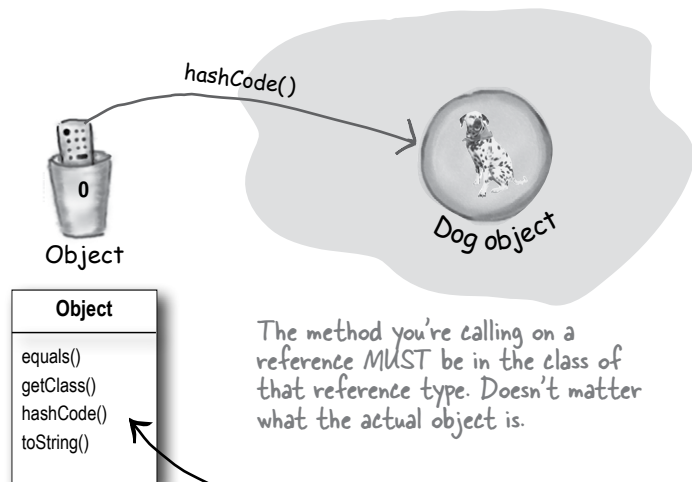 hashCode()
0
Object
Dog object
Object
equals()
getClass()
hashCode()
toString()
The method you're calling on a
reference MUST be in the class of
that reference type. Doesn't matter
what the actual object is.